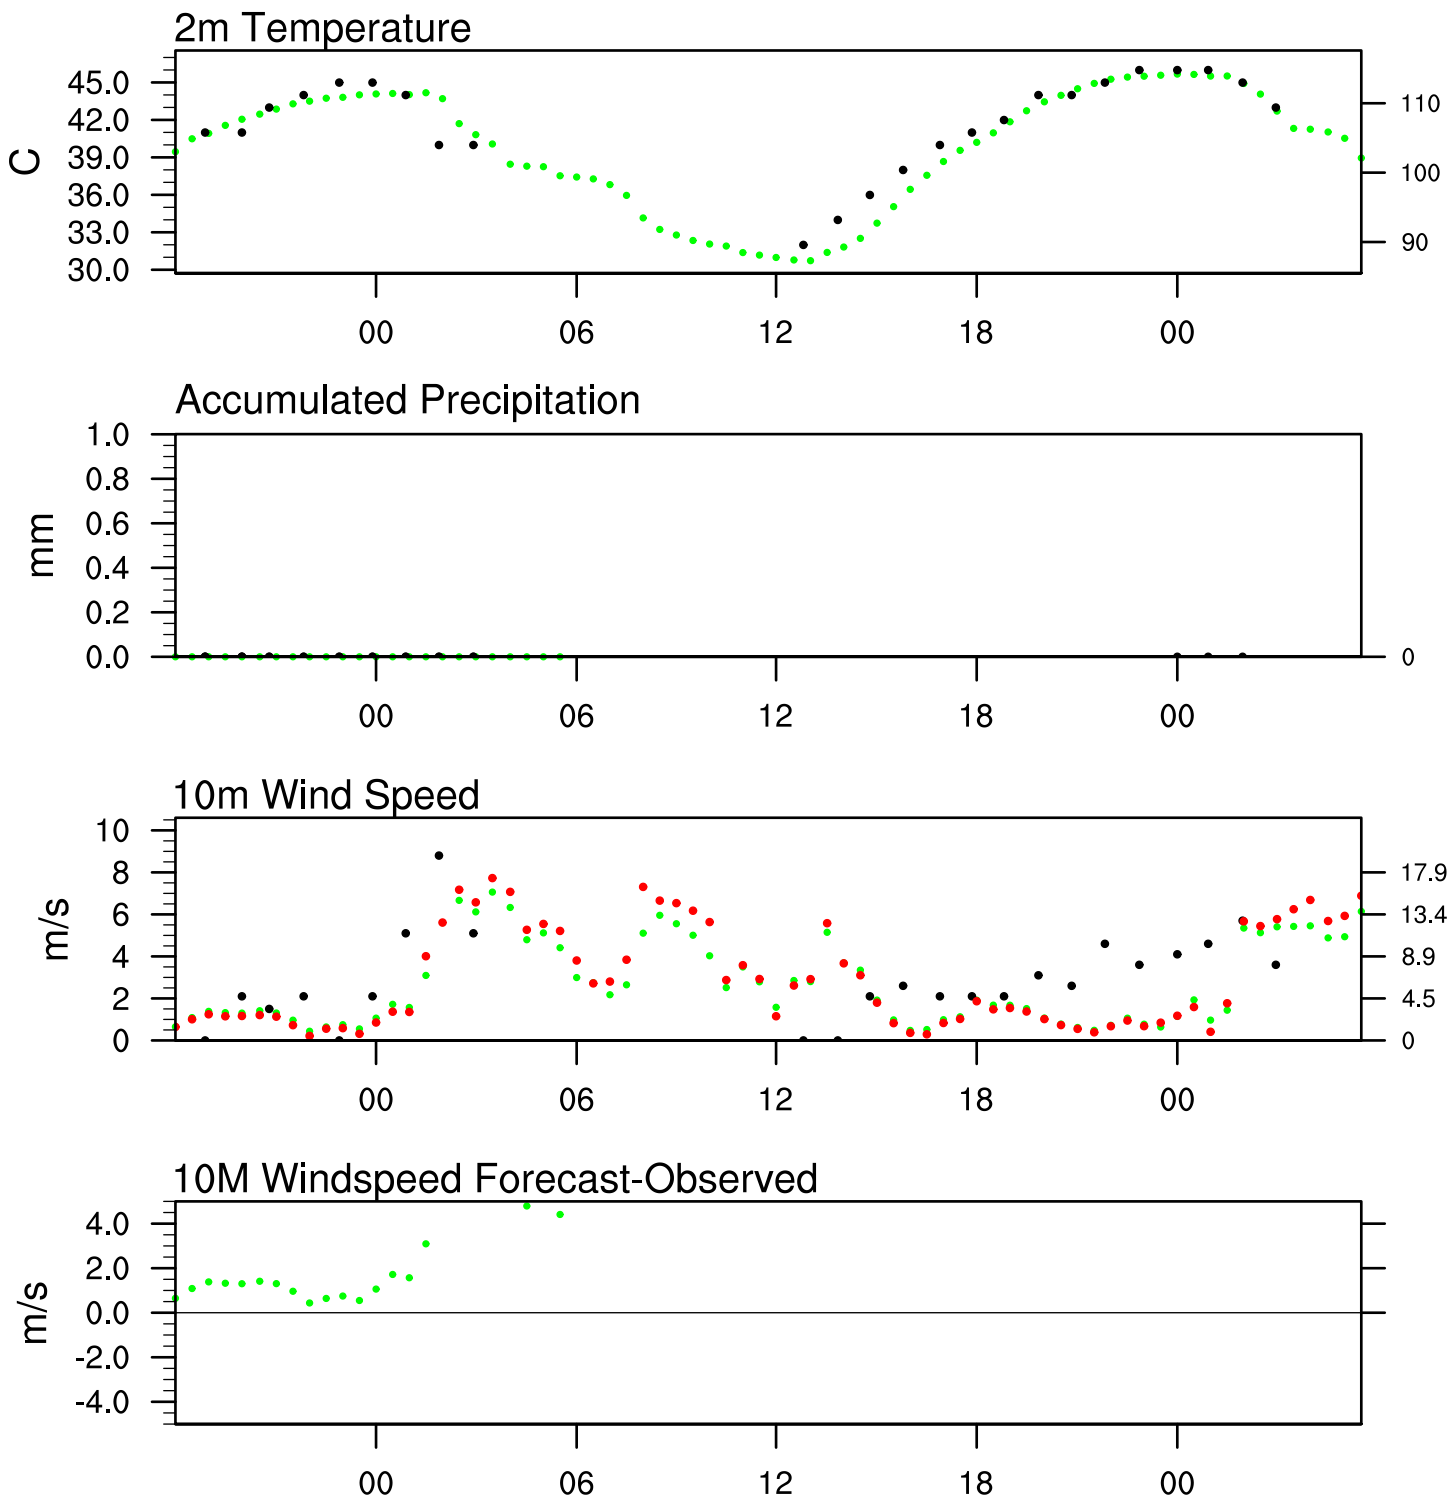 2m Temperature
C
45.0
42.0
39.0
36.0
33.0
30.0
110
100
90
00 06 12 18 00
Accumulated Precipitation
mm
1.0
0.8
0.6
0.4
0.2
0.0
0
00 06 12 18 00
10m Wind Speed
m/s
10
8
6
4
2
0
17.9
13.4
8.9
4.5
0
00 06 12 18 00
10M Windspeed Forecast-Observed
m/s
4.0
2.0
0.0
-2.0
-4.0
00 06 12 18 00